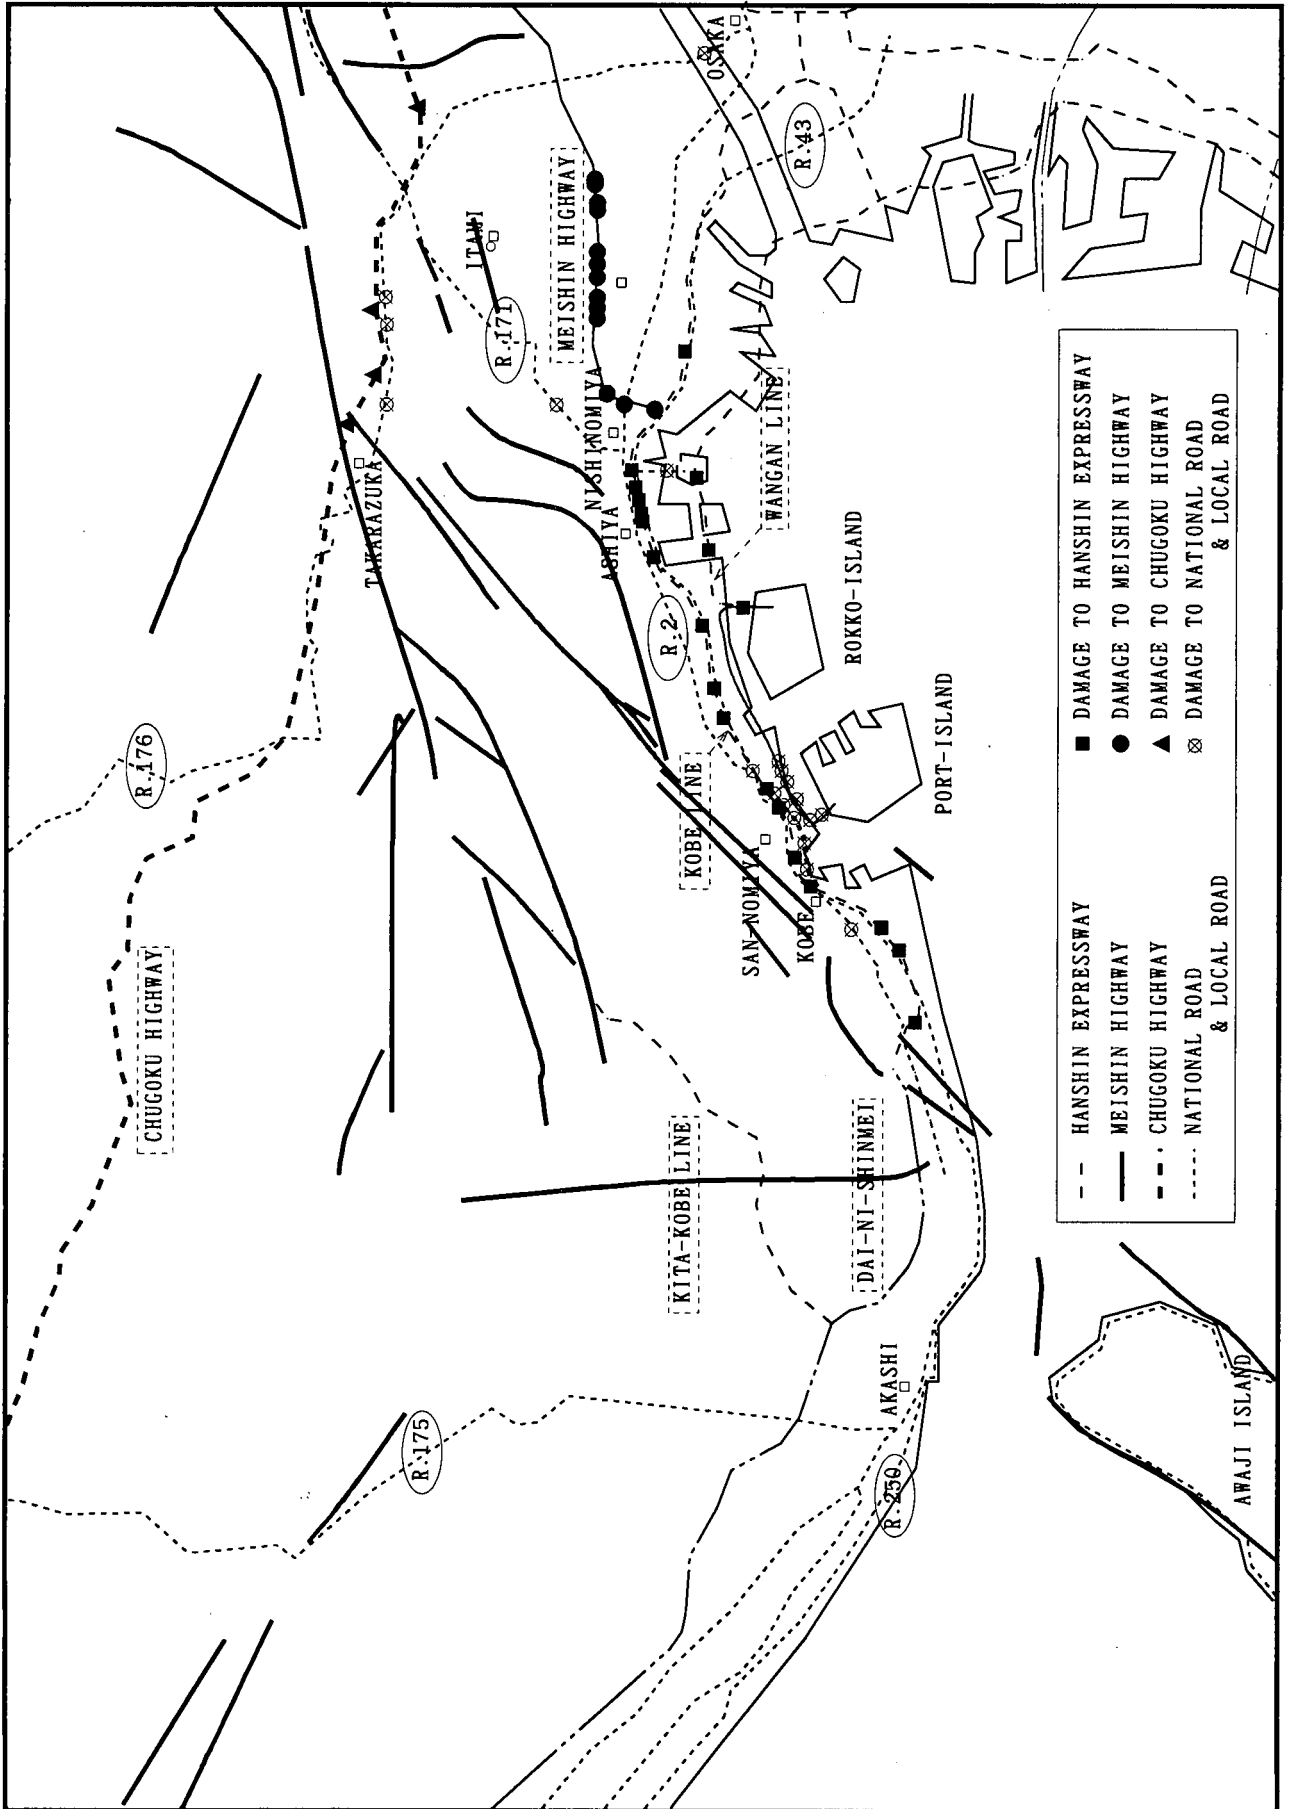 R.175
R.250
AKASHI
AWAJI ISLAND
CHUGOKU HIGHWAY
KITA-KOBE LINE
DAI-NI-SHINMEI
R.176
SAN-NOMIYA
KOBE
KOBE LINE
PORT-ISLAND
ROKKO-ISLAND
R.2
TAKARAZUKA
ASHIYA
NISHINOMIYA
WANGAN LINE
R.171
ITAMI
MEISHIN HIGHWAY
R.43
OSAKA
HANSHIN EXPRESSWAY
MEISHIN HIGHWAY
CHUGOKU HIGHWAY
NATIONAL ROAD
& LOCAL ROAD
DAMAGE TO HANSHIN EXPRESSWAY
DAMAGE TO MEISHIN HIGHWAY
DAMAGE TO CHUGOKU HIGHWAY
DAMAGE TO NATIONAL ROAD
& LOCAL ROAD